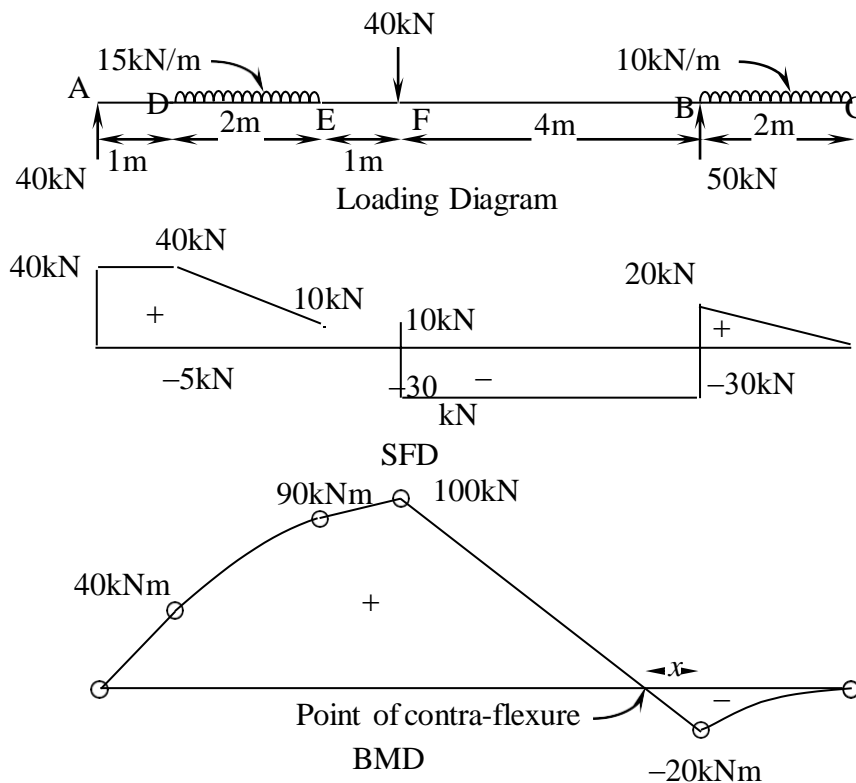 40kN
15kN/m
10kN/m
A
D
E
F
B
C
1m
2m
1m
4m
2m
40kN
50kN
Loading Diagram
40kN
40kN
10kN
10kN
20kN
+
+
−5kN
−30
kN
−
−30kN
SFD
90kNm
100kN
40kNm
+
x
−
Point of contra-flexure
BMD
−20kNm